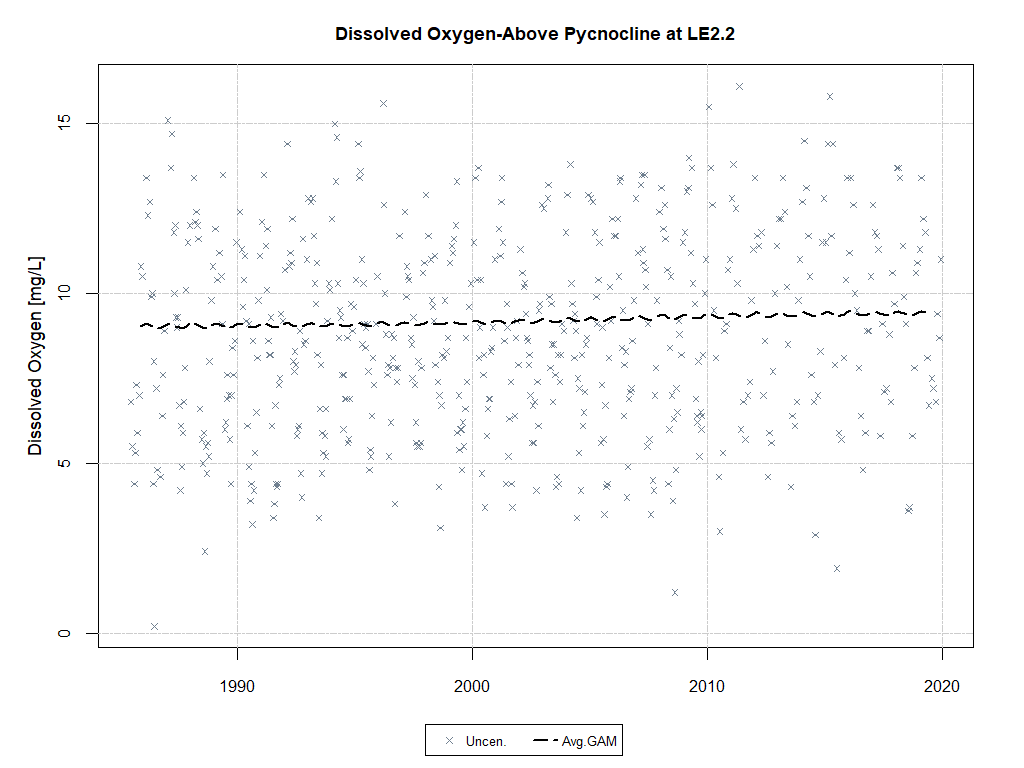 Dissolved Oxygen-Above Pycnocline at LE2.2
Dissolved Oxygen [mg/L]
15
10
5
0
1990
2000
2010
2020
Uncen.
Avg.GAM